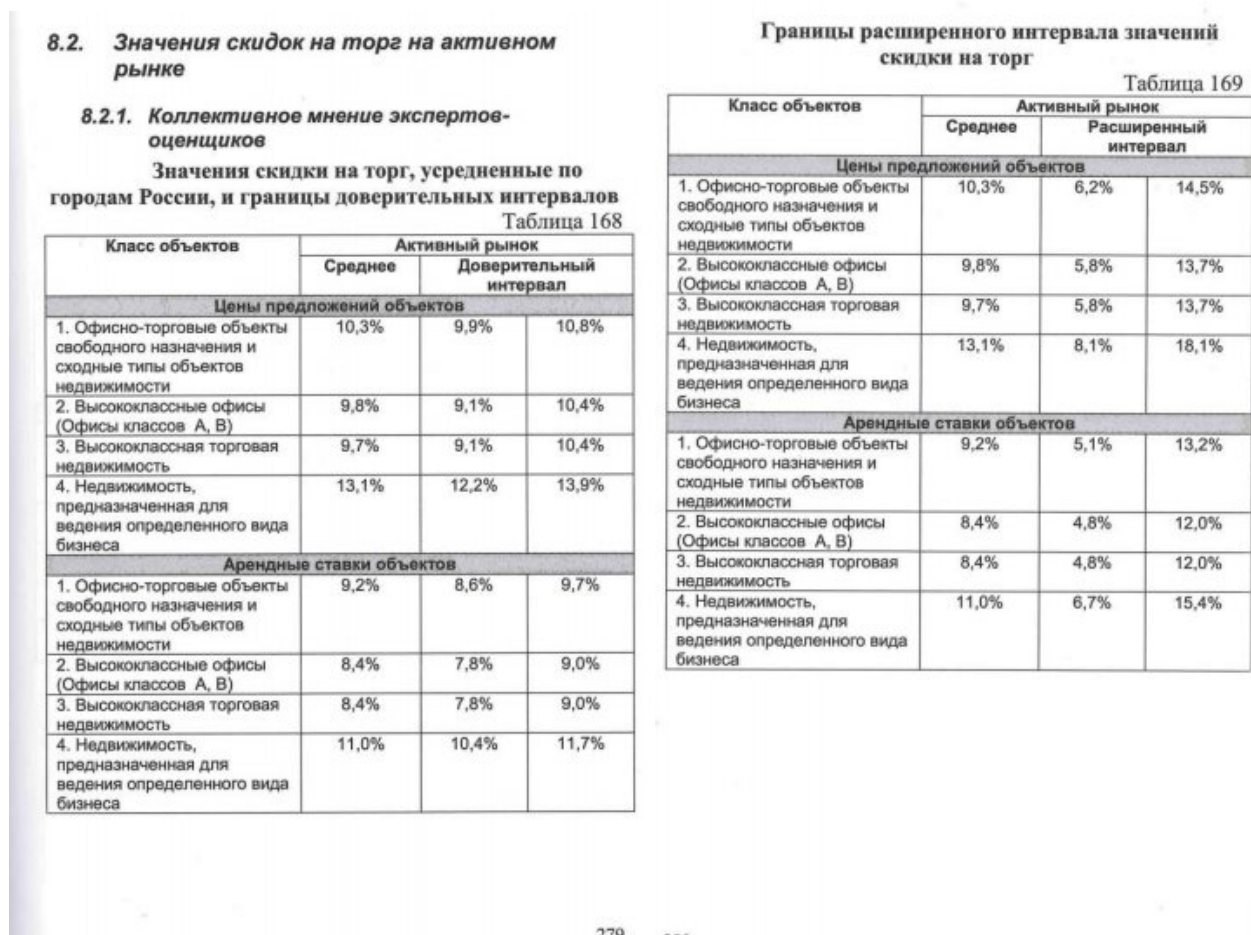 8.2. Значения скидок на торг на активном
рынке
8.2.1. Коллективное мнение экспертов-
оценщиков
Значения скидки на торг, усредненные по
городам России, и границы доверительных интервалов
Таблица 168
Класс объектов Активный рынок
Среднее Доверительный
интервал
Цены предложений объектов
1. Офисно-торговые объекты 10,3% 9,9% 10,8%
свободного назначения и
сходные типы объектов
недвижимости
2. Высококлассные офисы 9,8% 9,1% 10,4%
(Офисы классов А, В)
3. Высококлассная торговая 9,7% 9,1% 10,4%
недвижимость
4. Недвижимость, 13,1% 12,2% 13,9%
предназначенная для
ведения определенного вида
бизнеса
Арендные ставки объектов
1. Офисно-торговые объекты 9,2% 8,6% 9,7%
свободного назначения и
сходные типы объектов
недвижимости
2. Высококлассные офисы 8,4% 7,8% 9,0%
(Офисы классов А, В)
3. Высококлассная торговая 8,4% 7,8% 9,0%
недвижимость
4. Недвижимость, 11,0% 10,4% 11,7%
предназначенная для
ведения определенного вида
бизнеса
279
Границы расширенного интервала значений
скидки на торг
Таблица 169
Класс объектов Активный рынок
Среднее Расширенный
интервал
Цены предложений объектов
1. Офисно-торговые объекты 10,3% 6,2% 14,5%
свободного назначения и
сходные типы объектов
недвижимости
2. Высококлассные офисы 9,8% 5,8% 13,7%
(Офисы классов А, В)
3. Высококлассная торговая 9,7% 5,8% 13,7%
недвижимость
4. Недвижимость, 13,1% 8,1% 18,1%
предназначенная для
ведения определенного вида
бизнеса
Арендные ставки объектов
1. Офисно-торговые объекты 9,2% 5,1% 13,2%
свободного назначения и
сходные типы объектов
недвижимости
2. Высококлассные офисы 8,4% 4,8% 12,0%
(Офисы классов А, В)
3. Высококлассная торговая 8,4% 4,8% 12,0%
недвижимость
4. Недвижимость, 11,0% 6,7% 15,4%
предназначенная для
ведения определенного вида
бизнеса